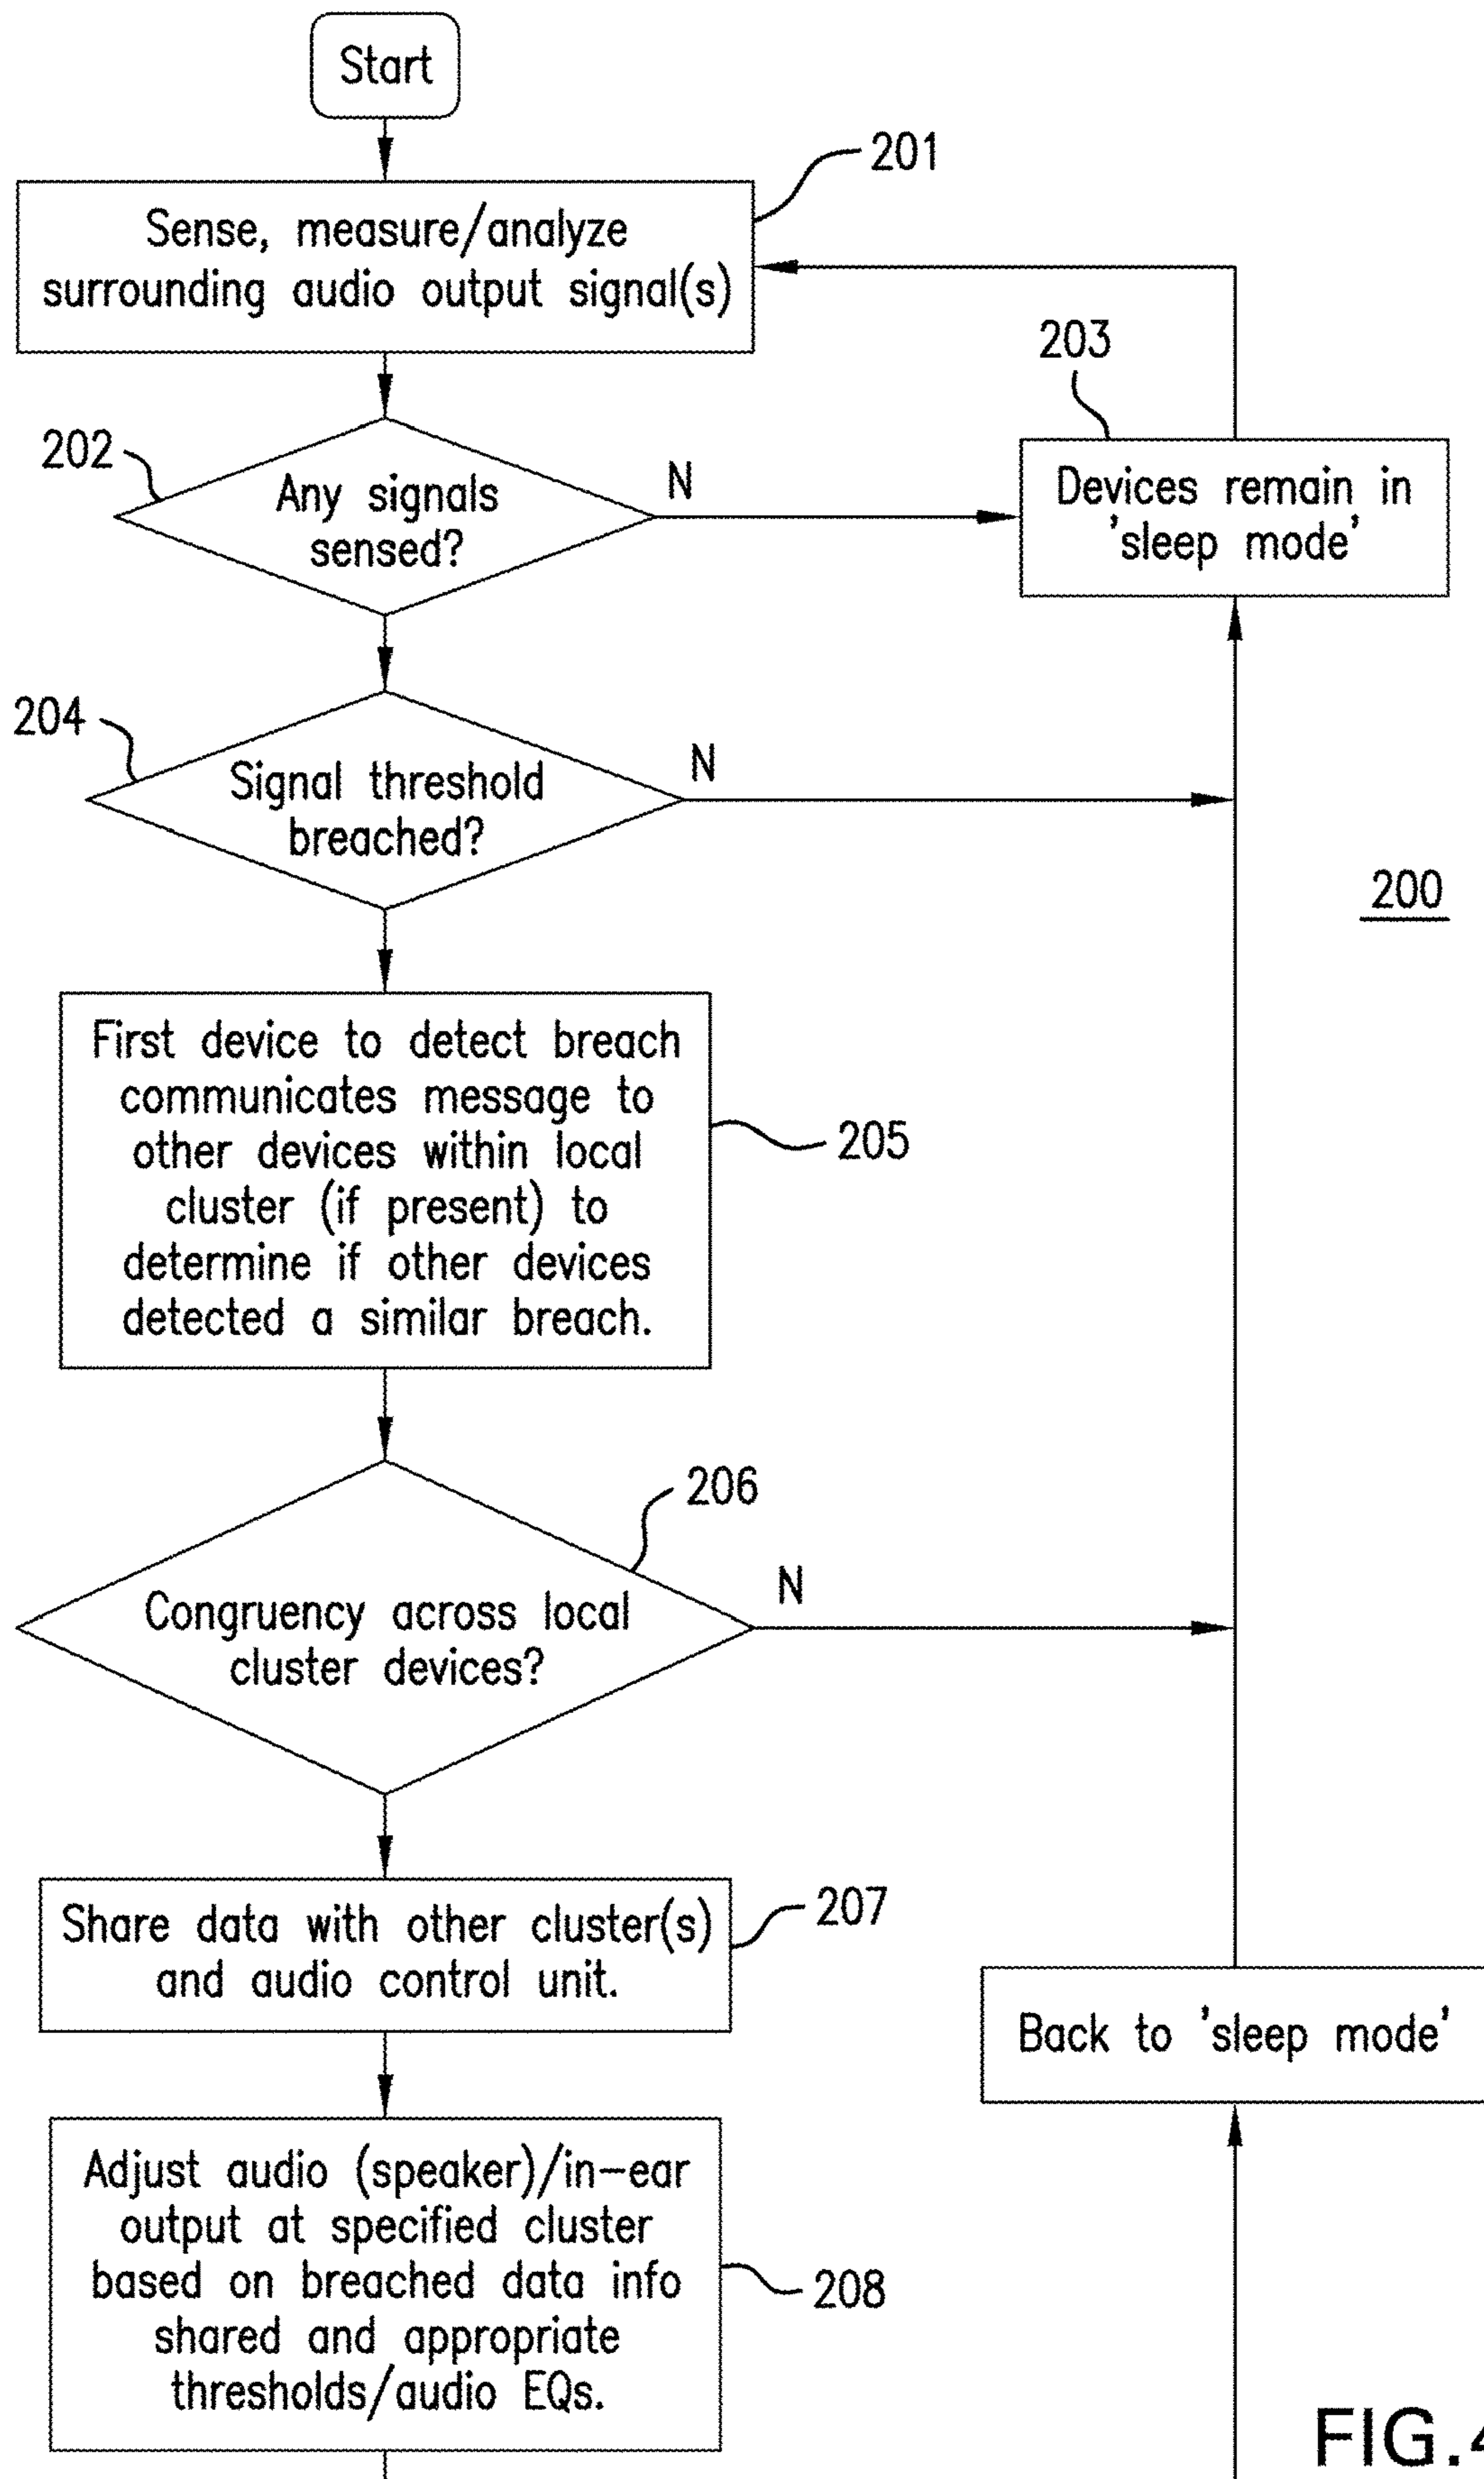 Start
201
Sense, measure/analyze
surrounding audio output signal(s)
203
202
Any signals
sensed?
N
Devices remain in
'sleep mode'
204
Signal threshold
breached?
N
200
First device to detect breach
communicates message to
other devices within local
cluster (if present) to
determine if other devices
detected a similar breach.
205
206
Congruency across local
cluster devices?
N
Share data with other cluster(s)
and audio control unit.
207
Back to 'sleep mode'
Adjust audio (speaker)/in-ear
output at specified cluster
based on breached data info
shared and appropriate
thresholds/audio EQs.
208
FIG.4